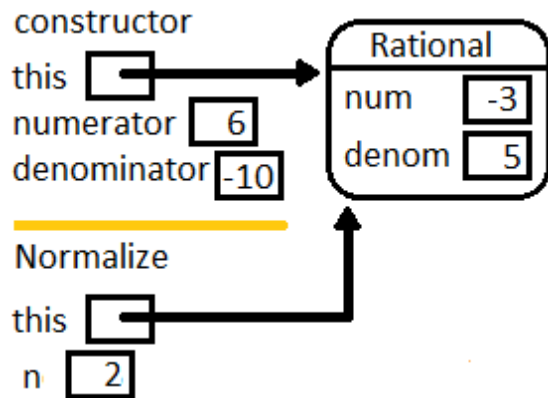 constructor
this
numerator 6
denominator -10
Rational
num -3
denom 5
Normalize
this
n 2